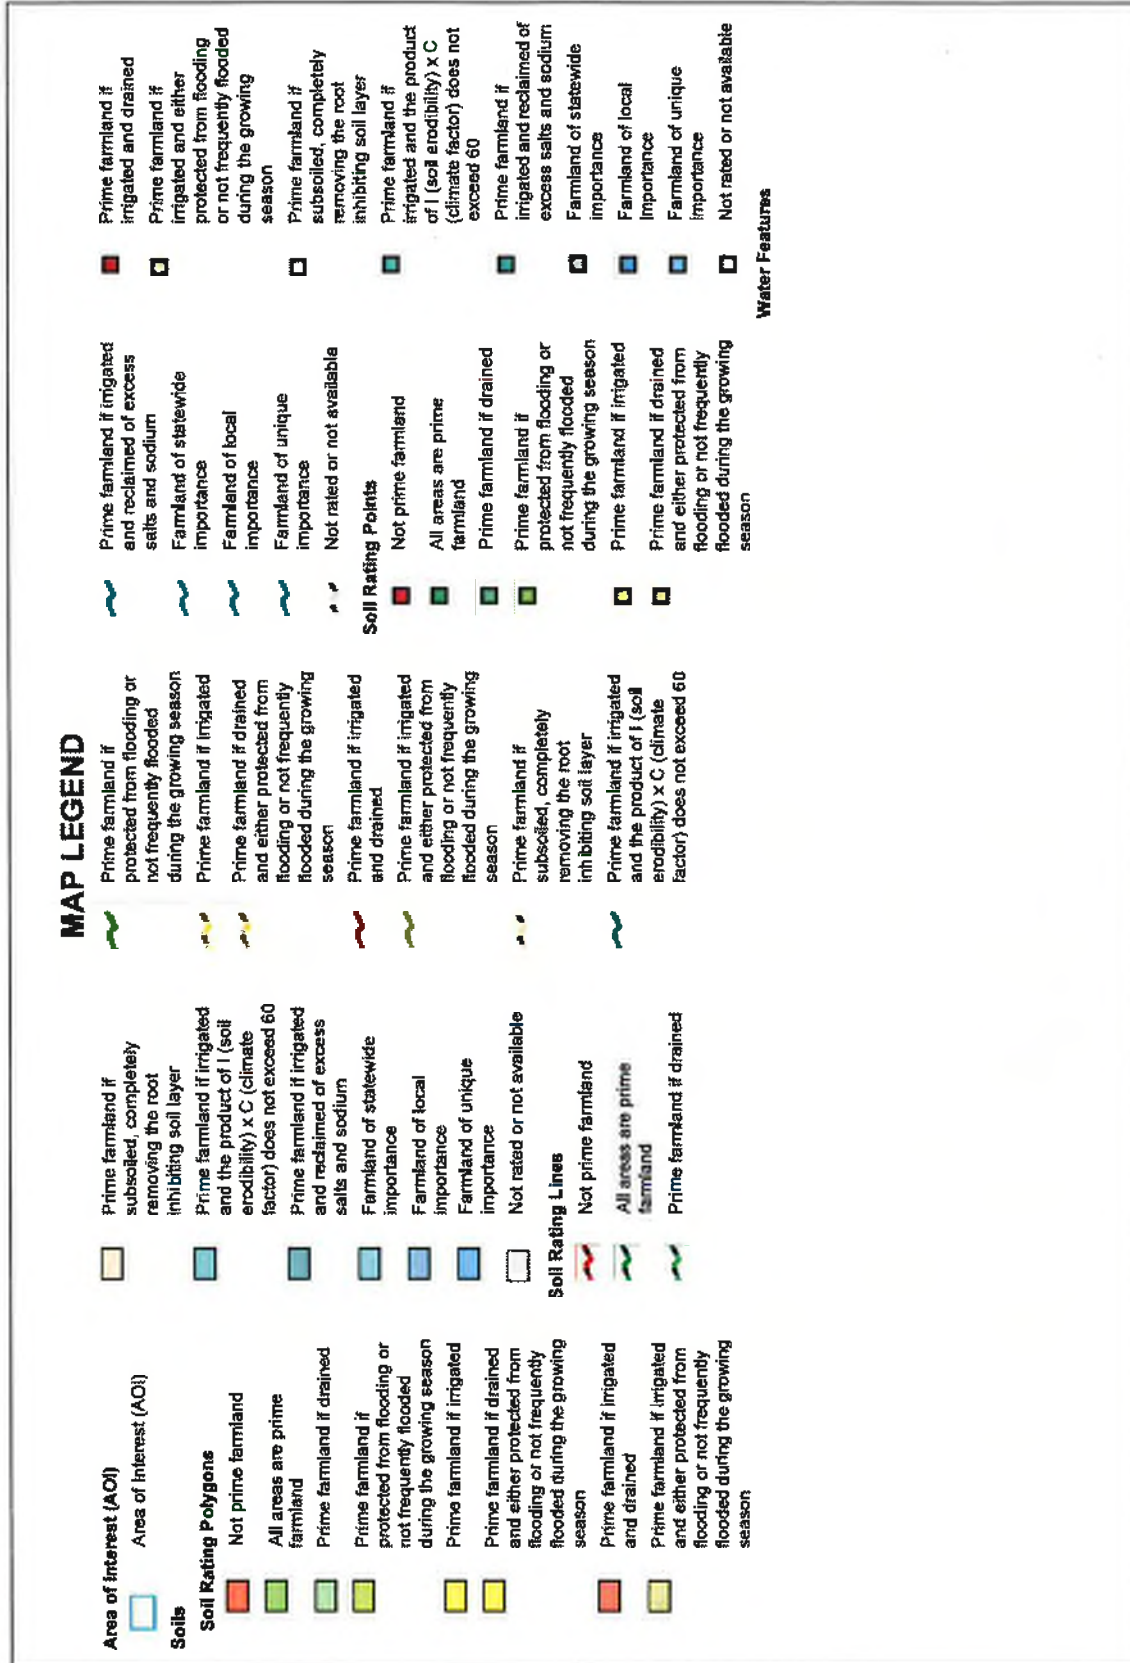 MAP LEGEND
Area of Interest (AOI)
Area of Interest (AOI)
Soils
Soil Rating Polygons
Not prime farmland
All areas are prime
farmland
Prime farmland if drained
Prime farmland if
protected from flooding or
not frequently flooded
during the growing season
Prime farmland if irrigated
Prime farmland if drained
and either protected from
flooding or not frequently
flooded during the growing
season
Prime farmland if irrigated
and drained
Prime farmland if irrigated
and either protected from
flooding or not frequently
flooded during the growing
season
Prime farmland if
subsoiled, completely
removing the root
inhibiting soil layer
Prime farmland if irrigated
and the product of I (soil
erodibility) x C (climate
factor) does not exceed 60
Prime farmland if irrigated
and reclaimed of excess
salts and sodium
Farmland of statewide
importance
Farmland of local
importance
Farmland of unique
importance
Not rated or not available
Soil Rating Lines
Not prime farmland
All areas are prime
farmland
Prime farmland if drained
Prime farmland if
protected from flooding or
not frequently flooded
during the growing season
Prime farmland if irrigated
Prime farmland if drained
and either protected from
flooding or not frequently
flooded during the growing
season
Prime farmland if irrigated
and drained
Prime farmland if irrigated
and either protected from
flooding or not frequently
flooded during the growing
season
Prime farmland if
subsoiled, completely
removing the root
inhibiting soil layer
Prime farmland if irrigated
and the product of I (soil
erodibility) x C (climate
factor) does not exceed 60
Prime farmland if irrigated
and reclaimed of excess
salts and sodium
Farmland of statewide
importance
Farmland of local
importance
Farmland of unique
importance
Not rated or not available
Soil Rating Points
Not prime farmland
All areas are prime
farmland
Prime farmland if drained
Prime farmland if
protected from flooding or
not frequently flooded
during the growing season
Prime farmland if irrigated
Prime farmland if drained
and either protected from
flooding or not frequently
flooded during the growing
season
Prime farmland if
irrigated and drained
Prime farmland if
irrigated and either
protected from flooding
or not frequently flooded
during the growing
season
Prime farmland if
subsoiled, completely
removing the root
inhibiting soil layer
Prime farmland if
irrigated and the product
of I (soil erodibility) x C
(climate factor) does not
exceed 60
Prime farmland if
irrigated and reclaimed of
excess salts and sodium
Farmland of statewide
importance
Farmland of local
importance
Farmland of unique
importance
Not rated or not available
Water Features